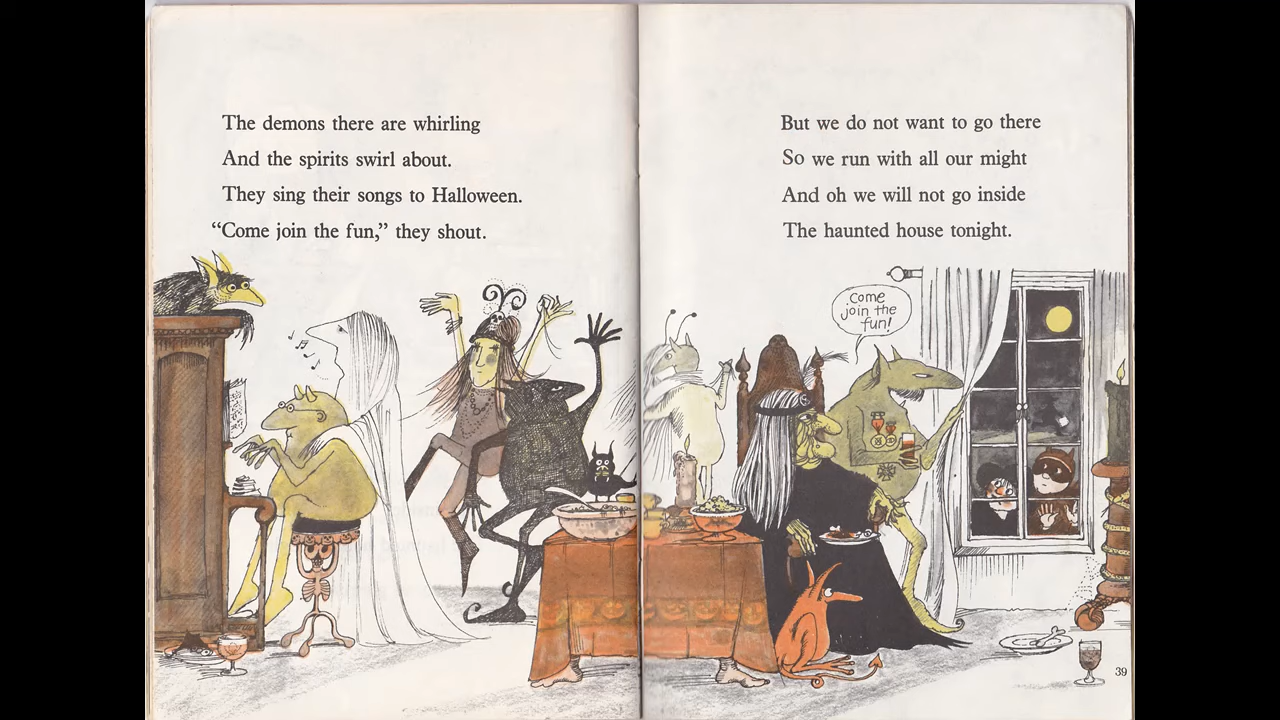 The demons there are whirling
And the spirits swirl about.
They sing their songs to Halloween.
“Come join the fun,” they shout.
But we do not want to go there
So we run with all our might
And oh we will not go inside
The haunted house tonight.
come
join the
fun!
39